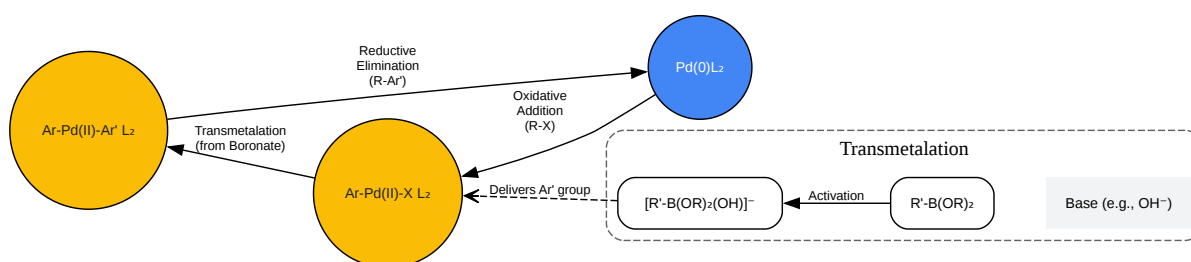 Reductive
Elimination
(R-Ar')
Pd(0)L₂
Oxidative
Addition
(R-X)
Ar-Pd(II)-Ar' L₂
Transmetalation
(from Boronate)
Transmetalation
Ar-Pd(II)-X L₂
Delivers Ar' group
[R'-B(OR)₂(OH)]⁻
Activation
R'-B(OR)₂
Base (e.g., OH⁻)